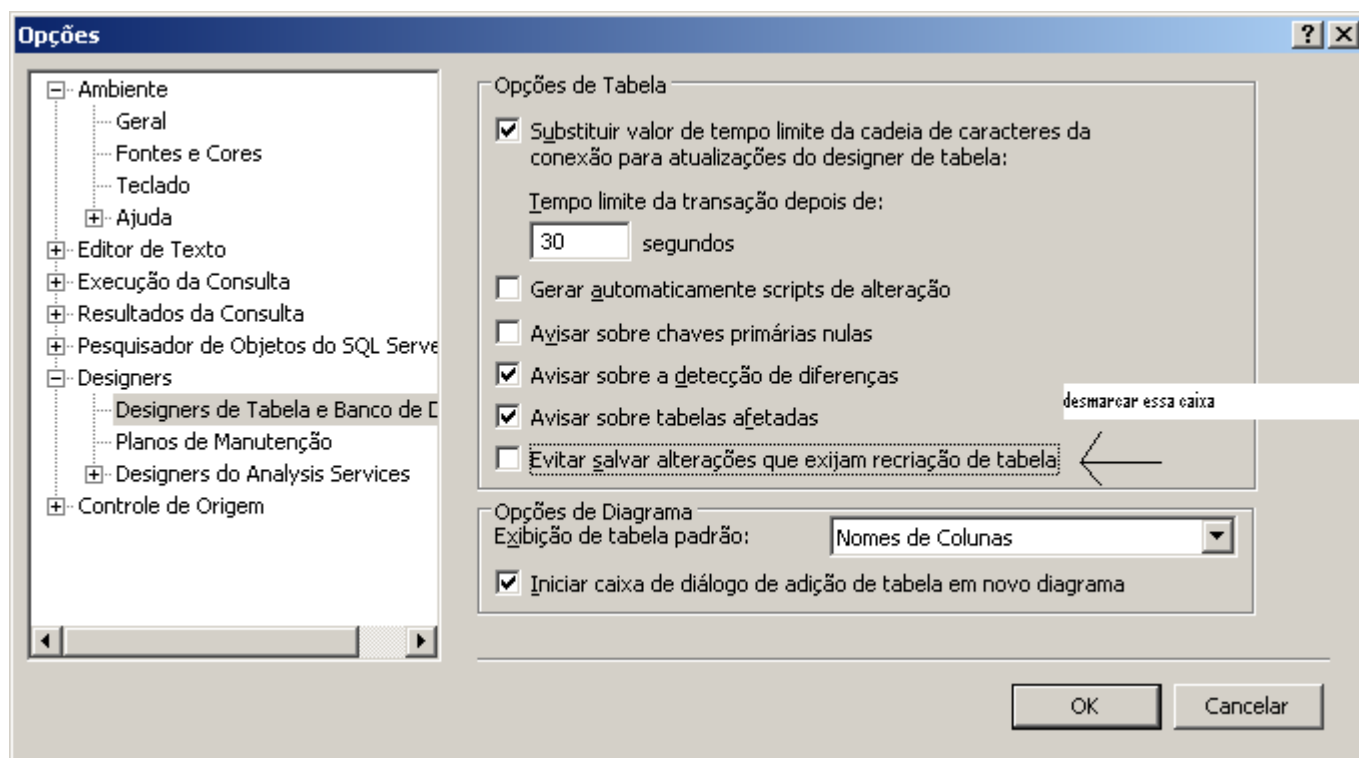 Opções
Ambiente
Geral
Fontes e Cores
Teclado
Ajuda
Editor de Texto
Execução da Consulta
Resultados da Consulta
Pesquisador de Objetos do SQL Serve
Designers
Designers de Tabela e Banco de D
Planos de Manutenção
Designers do Analysis Services
Controle de Origem
Opções de Tabela
Substituir valor de tempo limite da cadeia de caracteres da
conexão para atualizações do designer de tabela:
Tempo limite da transação depois de:
30 segundos
Gerar automaticamente scripts de alteração
Avisar sobre chaves primárias nulas
Avisar sobre a detecção de diferenças
Avisar sobre tabelas afetadas
desmarcar essa caixa
Evitar salvar alterações que exijam recriação de tabela
Opções de Diagrama
Exibição de tabela padrão: Nomes de Colunas
Iniciar caixa de diálogo de adição de tabela em novo diagrama
OK Cancelar